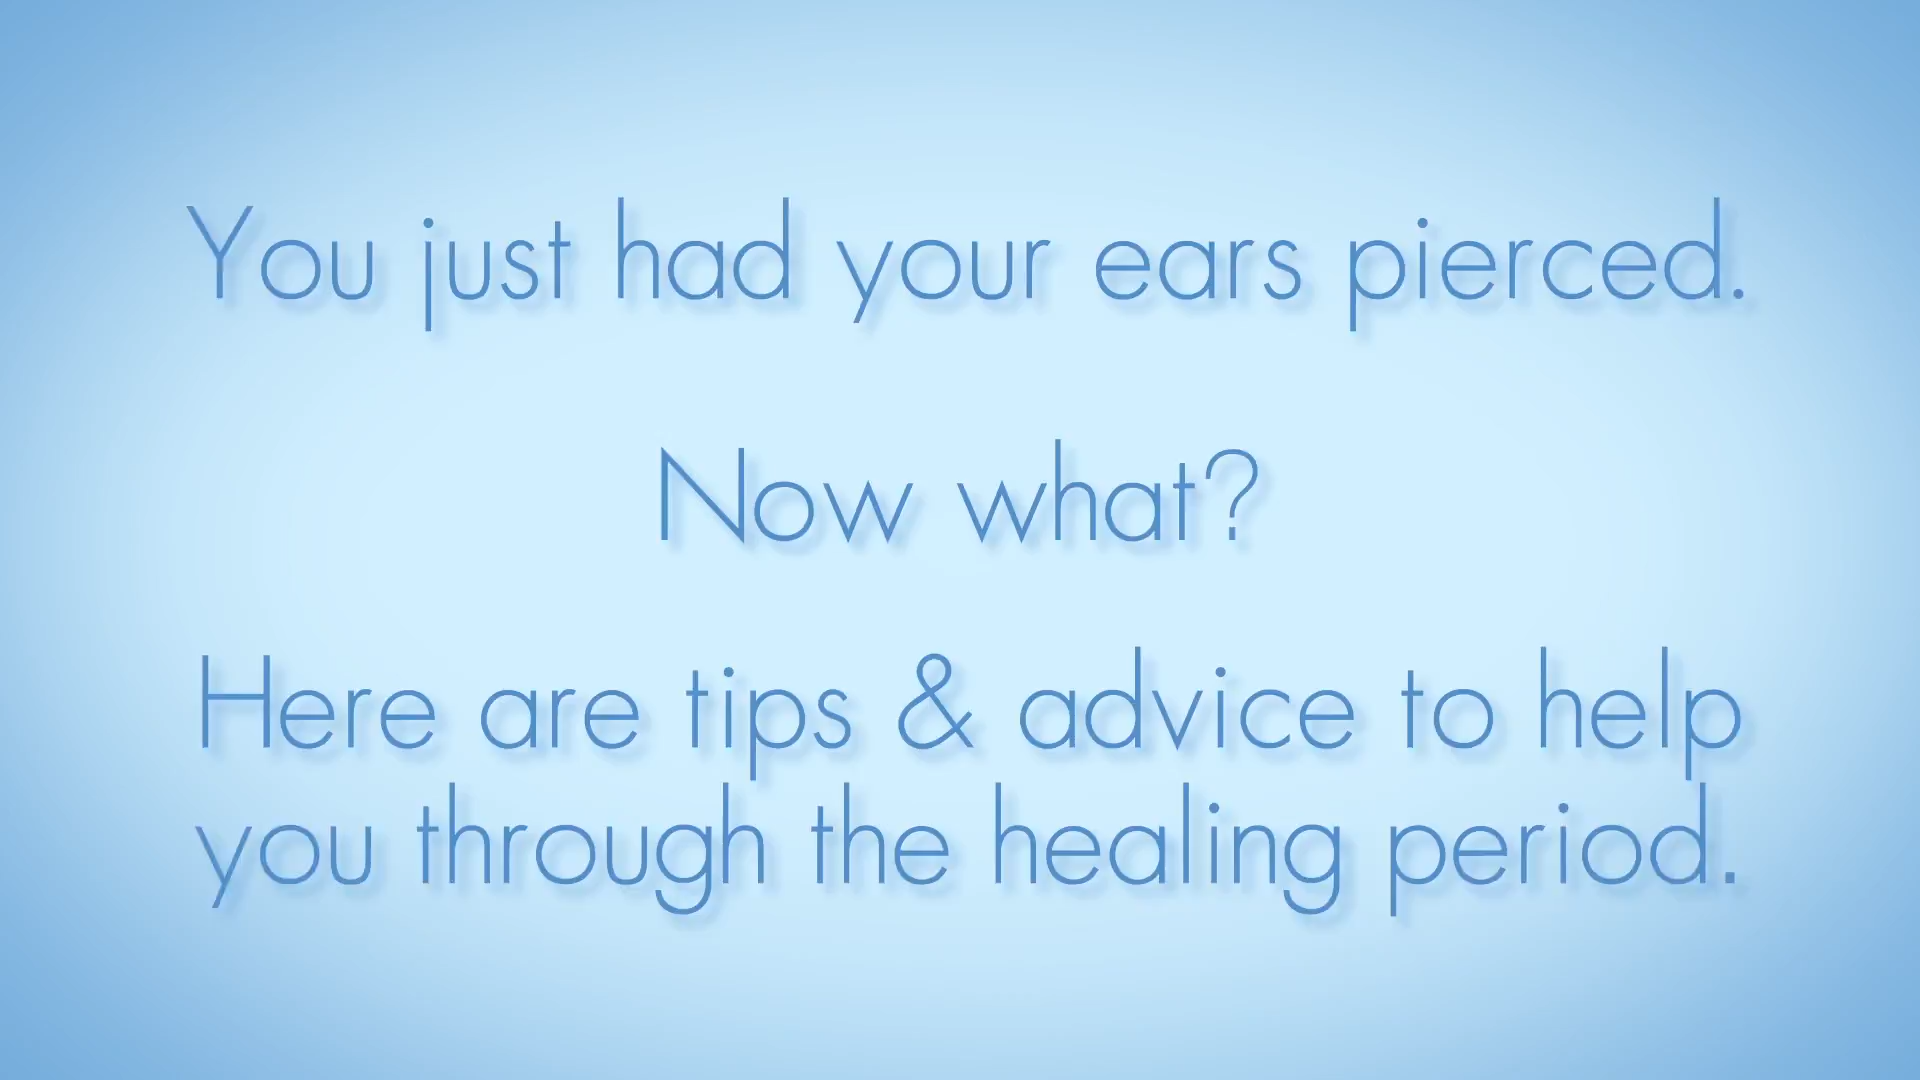 You just had your ears pierced.
Now what?
Here are tips & advice to help
you through the healing period.